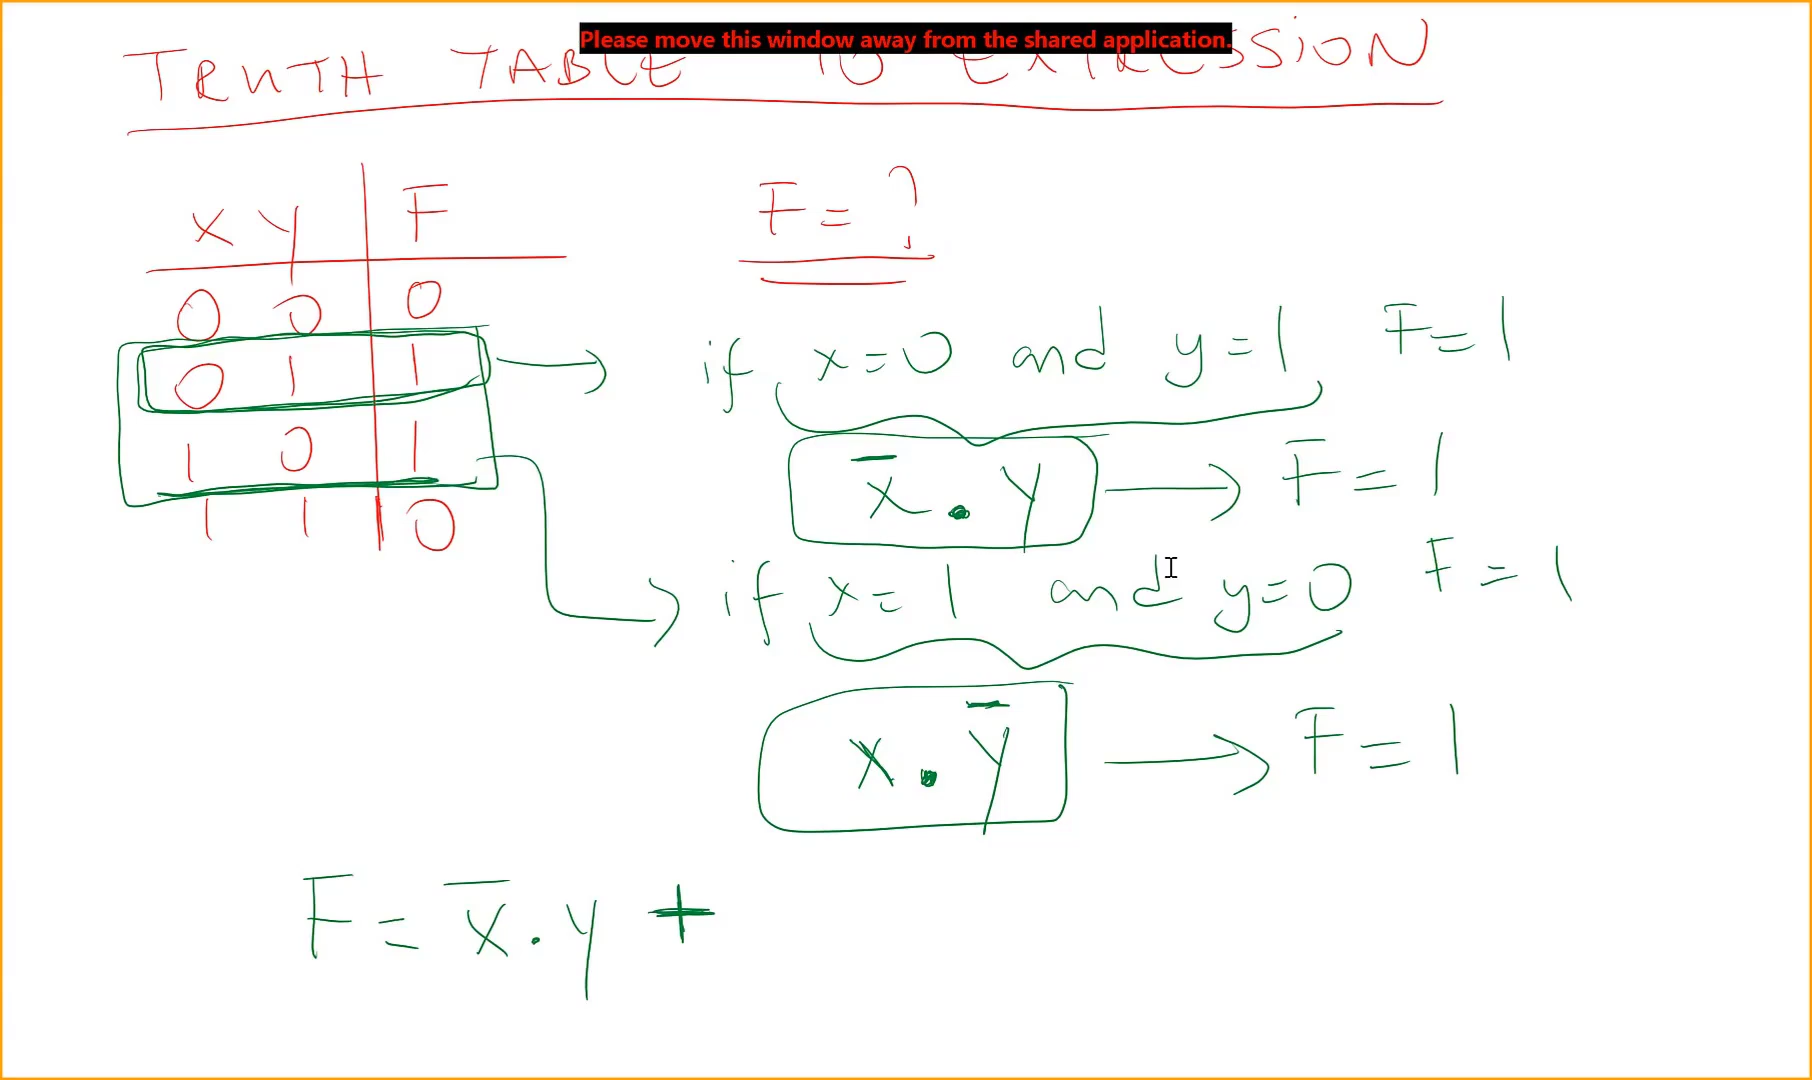 Please move this window away from the shared application.
TRUTH TABLE TO EXPRESSION
x y F
0 0 0
0 1 1
1 0 1
1 1 0
F = ?
if x=0 and y=1 F=1
x̅ . y → F = 1
if x=1 and y=0 F=1
x . y̅ → F = 1
F = x̅ . y +